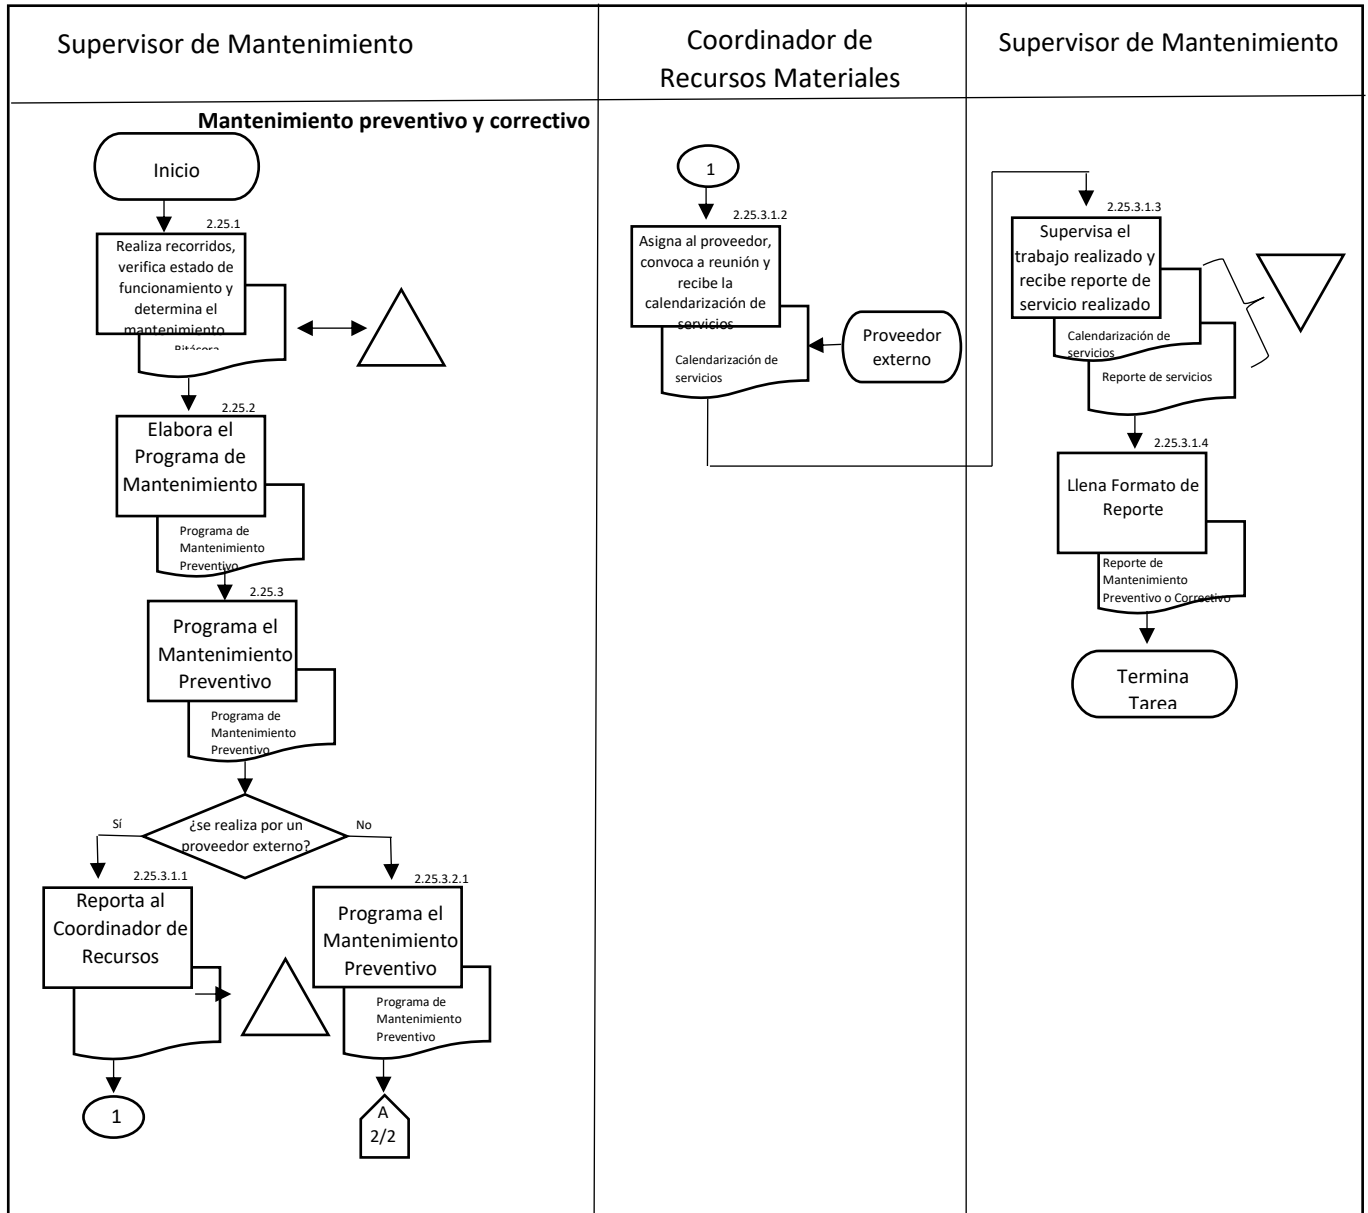 Supervisor de Mantenimiento
Mantenimiento preventivo y correctivo
Inicio
2.25.1
Realiza recorridos,
verifica estado de
funcionamiento y
determina el
mantenimiento
Bitácora
2.25.2
Elabora el
Programa de
Mantenimiento
Programa de
Mantenimiento
Preventivo
2.25.3
Programa el
Mantenimiento
Preventivo
Programa de
Mantenimiento
Preventivo
¿se realiza por un
proveedor externo?
Sí
No
2.25.3.1.1
Reporta al
Coordinador de
Recursos
1
2.25.3.2.1
Programa el
Mantenimiento
Preventivo
Programa de
Mantenimiento
Preventivo
A
2/2
Coordinador de
Recursos Materiales
1
2.25.3.1.2
Asigna al proveedor,
convoca a reunión y
recibe la
calendarización de
servicios
Calendarización de
servicios
Proveedor
externo
Supervisor de Mantenimiento
2.25.3.1.3
Supervisa el
trabajo realizado y
recibe reporte de
servicio realizado
Calendarización de
servicios
Reporte de servicios
2.25.3.1.4
Llena Formato de
Reporte
Reporte de
Mantenimiento
Preventivo o Correctivo
Termina
Tarea